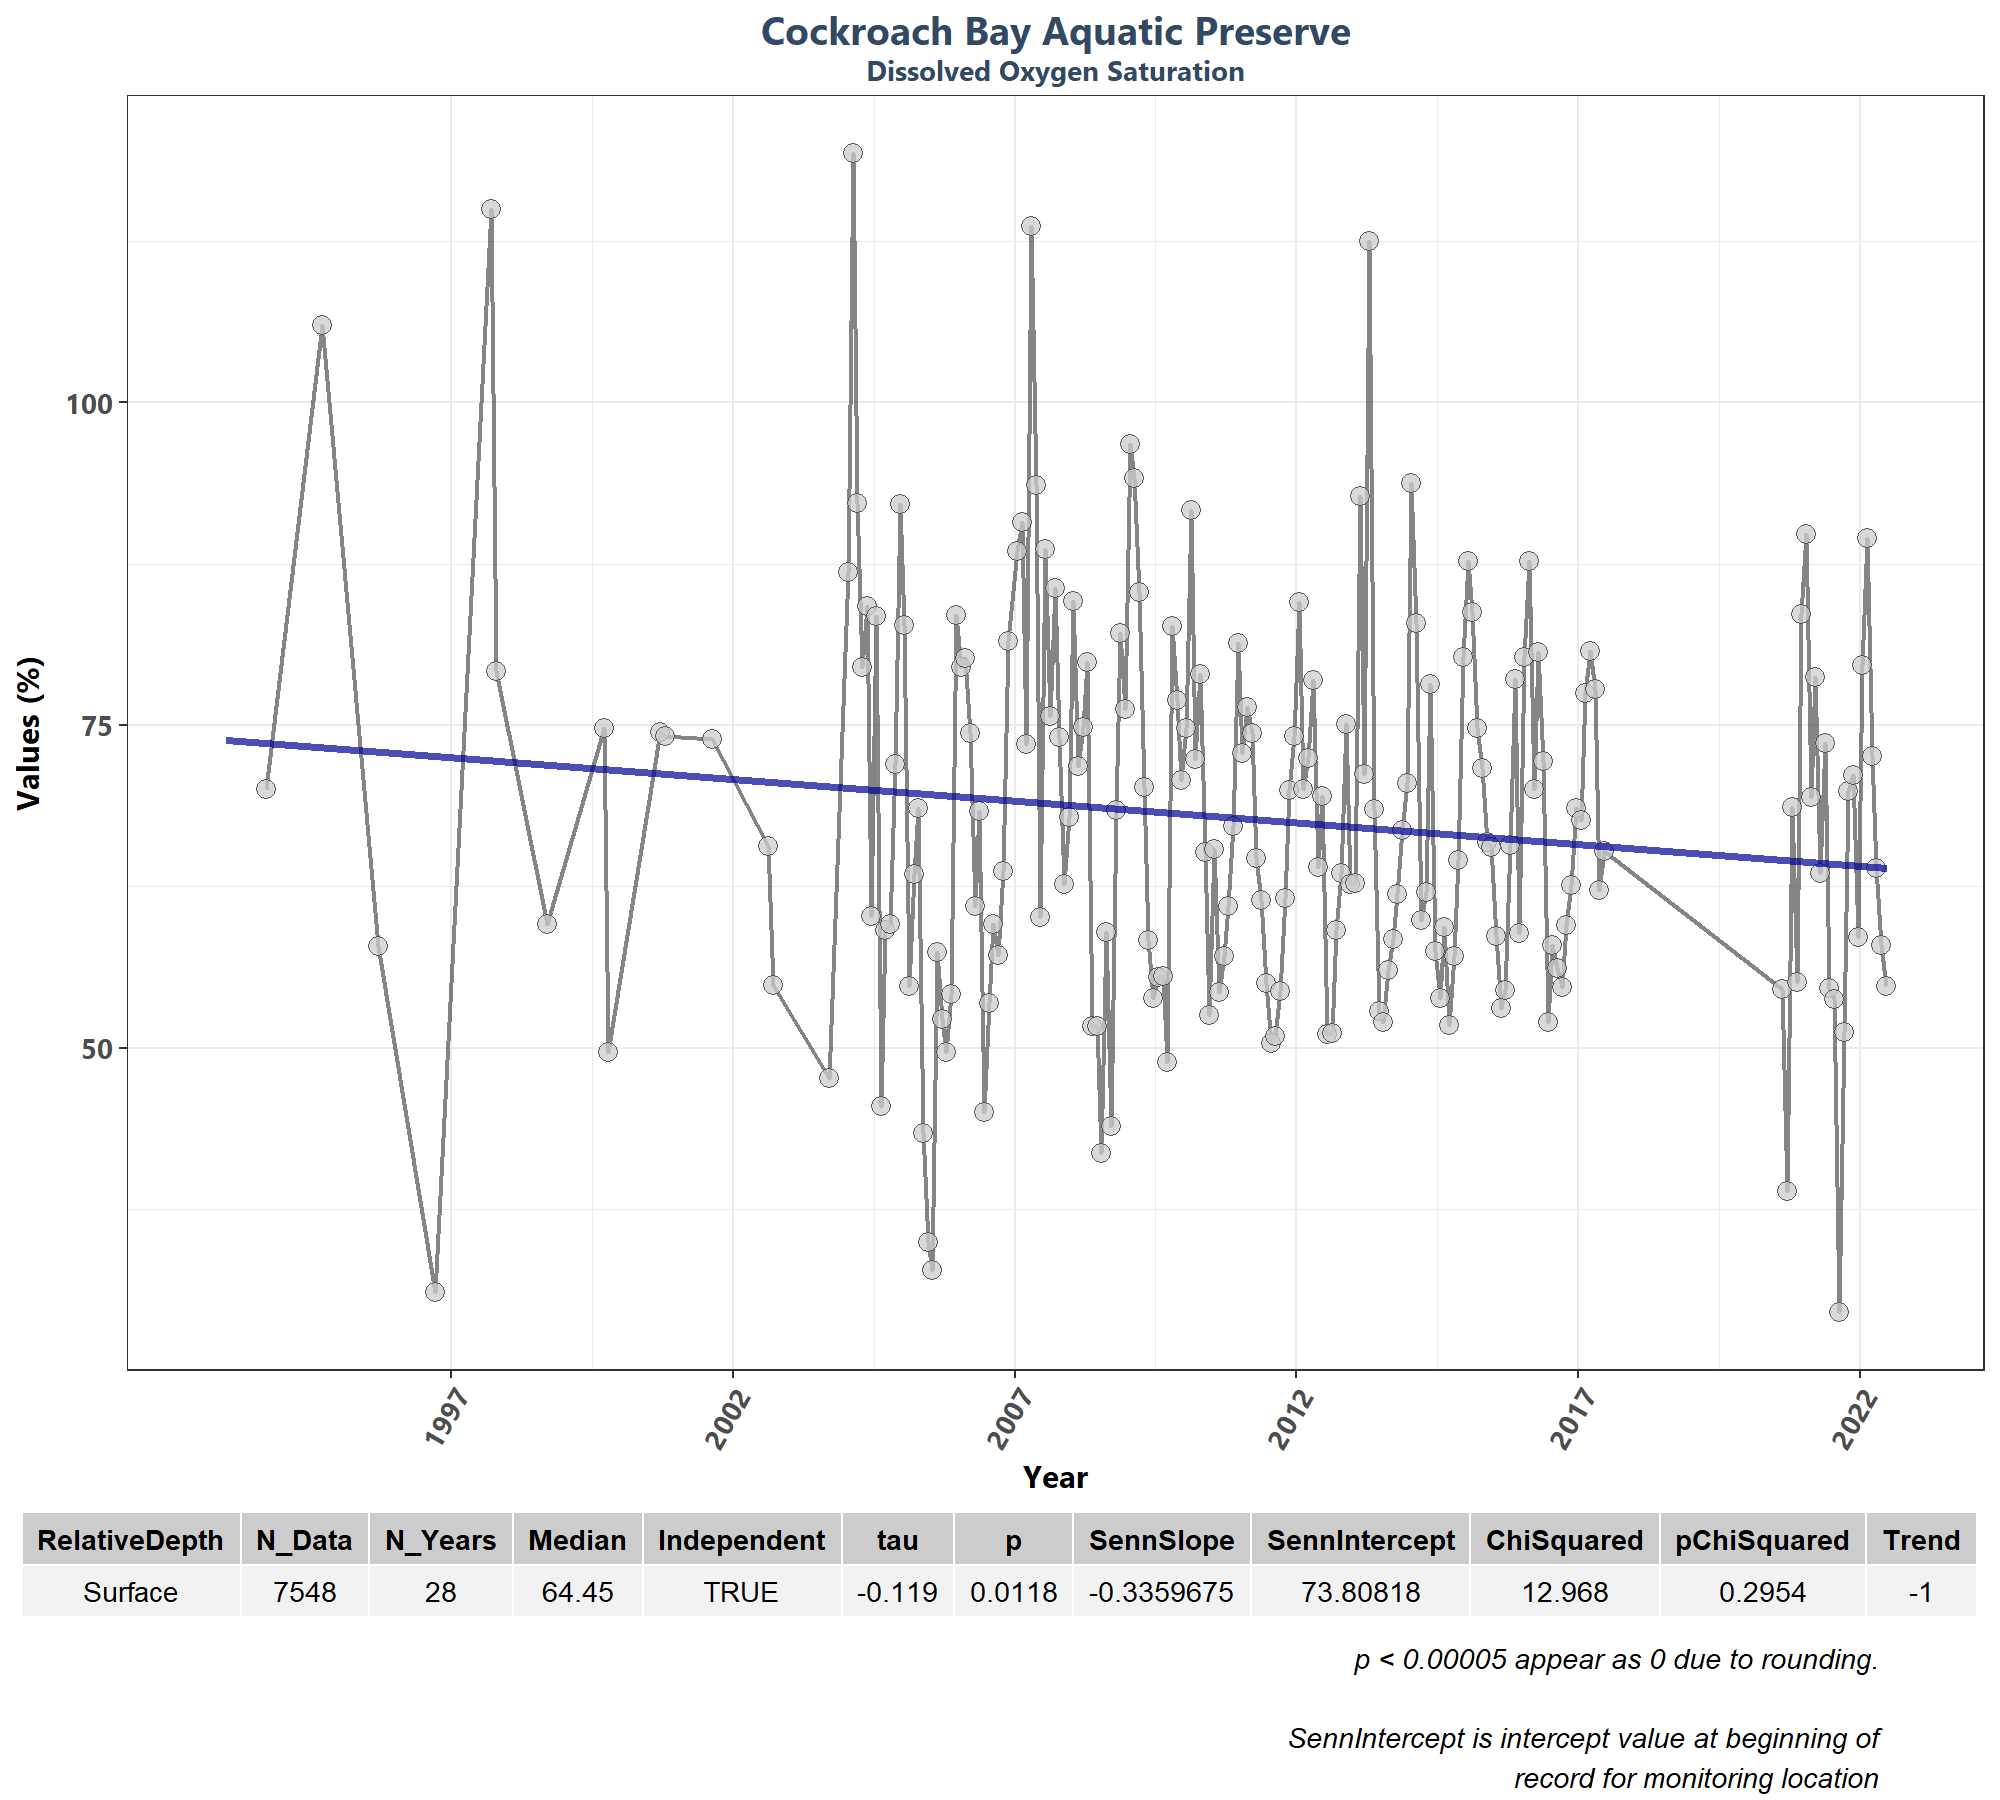 Cockroach Bay Aquatic Preserve
Dissolved Oxygen Saturation
Values (%)
100
75
50
1997
2002
2007
2012
2017
2022
Year
RelativeDepth N_Data N_Years Median Independent tau p SennSlope SennIntercept ChiSquared pChiSquared Trend
Surface 7548 28 64.45 TRUE -0.119 0.0118 -0.3359675 73.80818 12.968 0.2954 -1
p < 0.00005 appear as 0 due to rounding.
SennIntercept is intercept value at beginning of
record for monitoring location